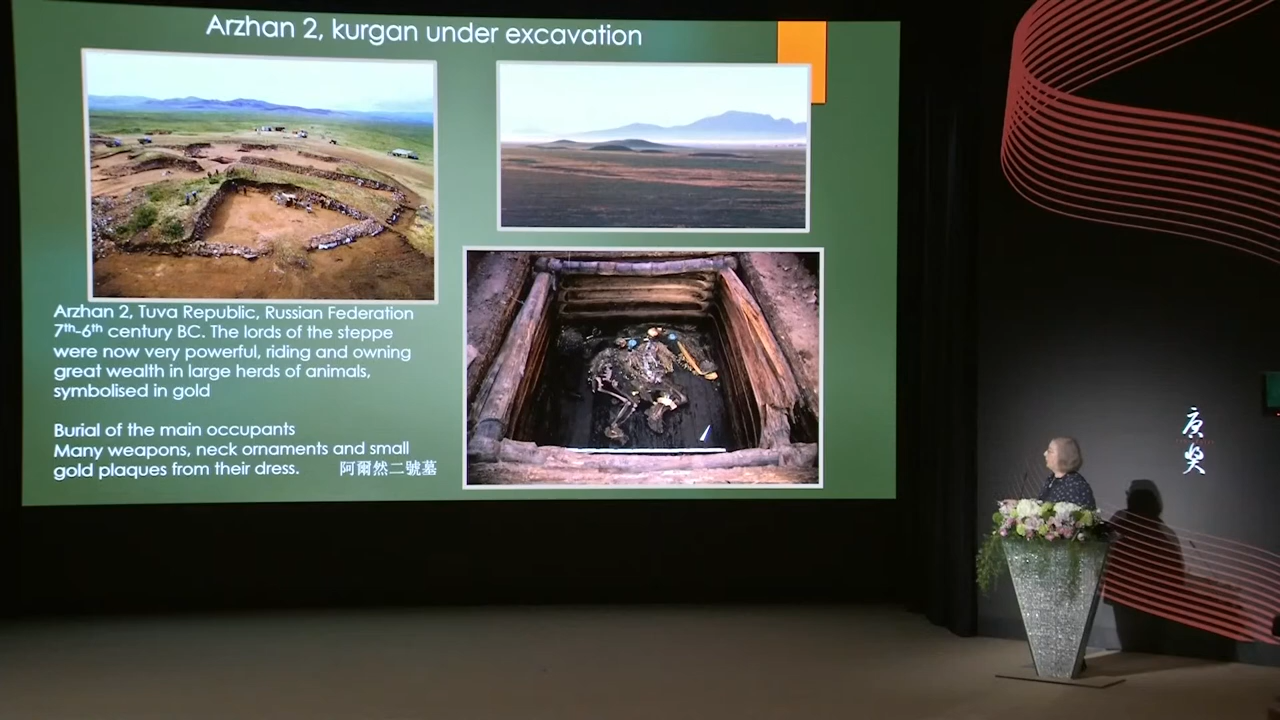 Arzhan 2, kurgan under excavation
Arzhan 2, Tuva Republic, Russian Federation
7th-6th century BC. The lords of the steppe
were now very powerful, riding and owning
great wealth in large herds of animals,
symbolised in gold
Burial of the main occupants
Many weapons, neck ornaments and small
gold plaques from their dress. 阿爾然二號墓
唐獎